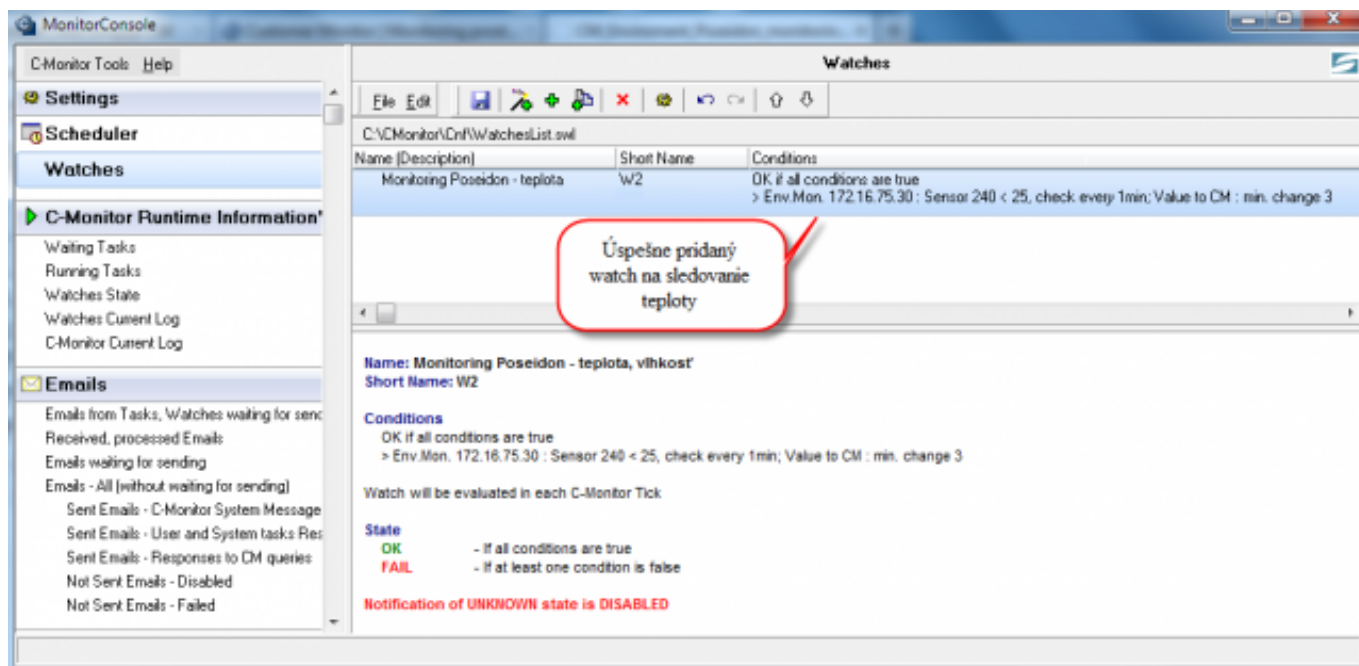 MonitorConsole
C-Monitor Tools Help
Settings
Scheduler
Watches
C-Monitor Runtime Information'
Waiting Tasks
Running Tasks
Watches State
Watches Current Log
C-Monitor Current Log
Emails
Emails from Tasks, Watches waiting for senc
Received, processed Emails
Emails waiting for sending
Emails - All (without waiting for sending)
Sent Emails - C-Monitor System Message
Sent Emails - User and System tasks Res
Sent Emails - Responses to CM queries
Not Sent Emails - Disabled
Not Sent Emails - Failed
Watches
File Edit
C:\CMonitor\Cnf\WatchesList.swl
Name (Description) Short Name Conditions
Monitoring Poseidon - teplota W2 OK if all conditions are true
> Env.Mon. 172.16.75.30 : Sensor 240 < 25, check every 1min; Value to CM : min. change 3
Úspešne pridaný
watch na sledovanie
teploty
Name: Monitoring Poseidon - teplota, vlhkosť
Short Name: W2
Conditions
OK if all conditions are true
> Env.Mon. 172.16.75.30 : Sensor 240 < 25, check every 1min; Value to CM : min. change 3
Watch will be evaluated in each C-Monitor Tick
State
OK - If all conditions are true
FAIL - If at least one condition is false
Notification of UNKNOWN state is DISABLED